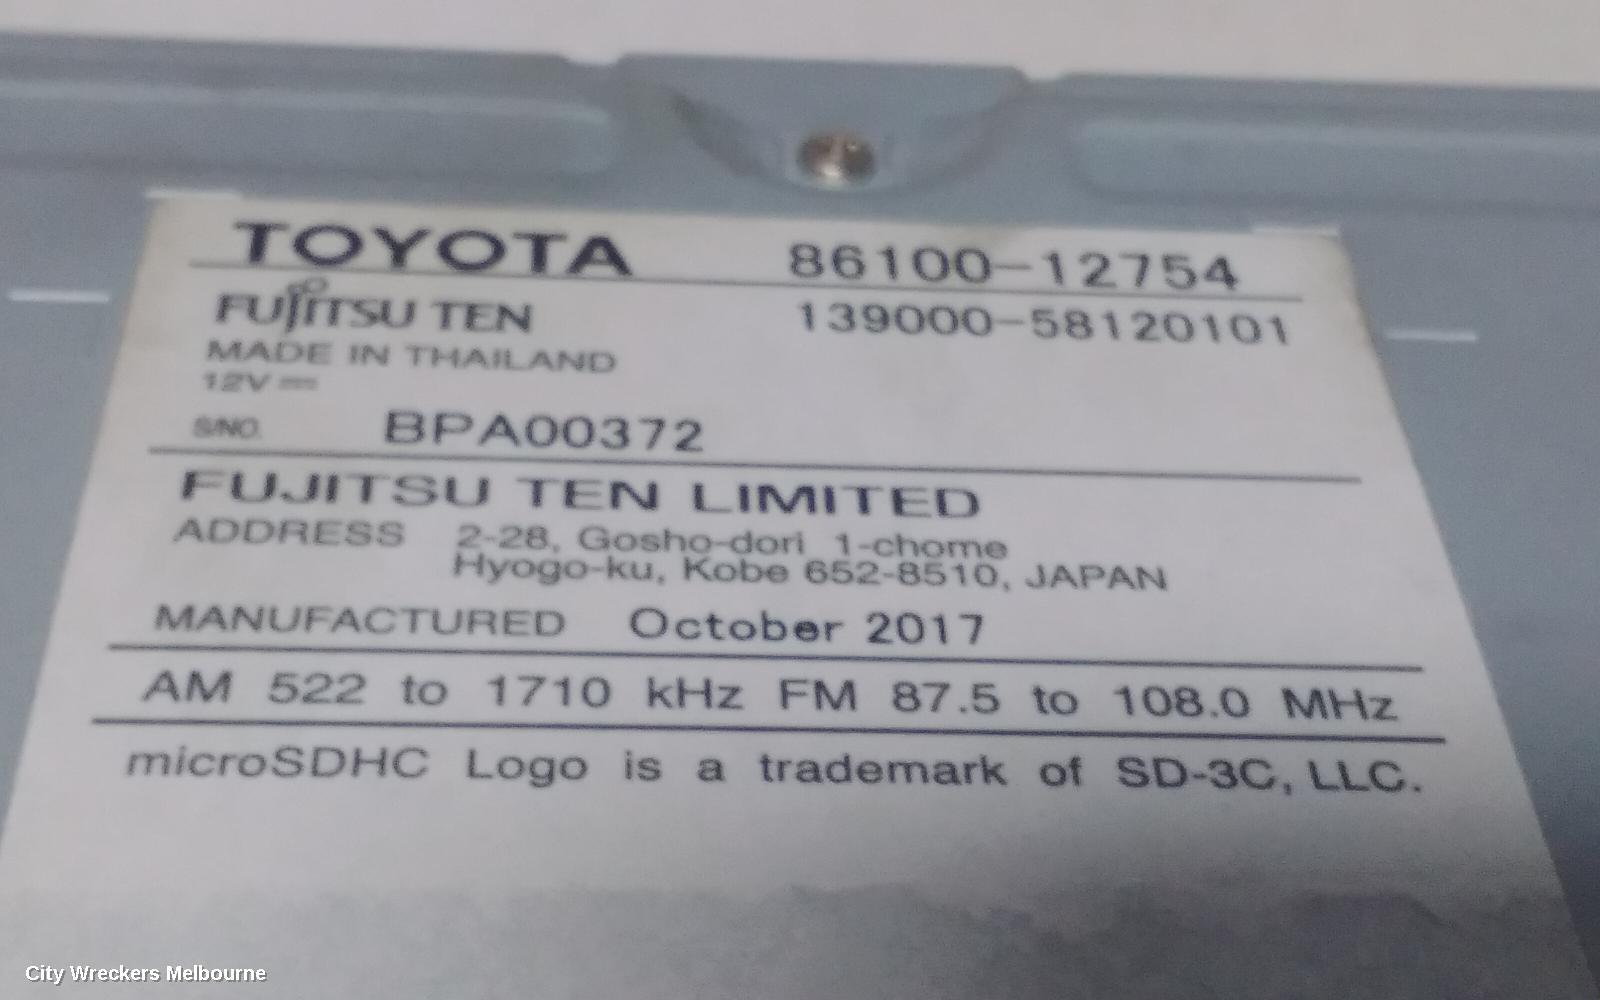 TOYOTA 86100-12754
FUJITSU TEN 139000-58120101
MADE IN THAILAND
12V
S/NO. BPA00372
FUJITSU TEN LIMITED
ADDRESS 2-28, Gosho-dori 1-chome
Hyogo-ku, Kobe 652-8510, JAPAN
MANUFACTURED October 2017
AM 522 to 1710 kHz FM 87.5 to 108.0 MHz
microSDHC Logo is a trademark of SD-3C, LLC.
City Wreckers Melbourne